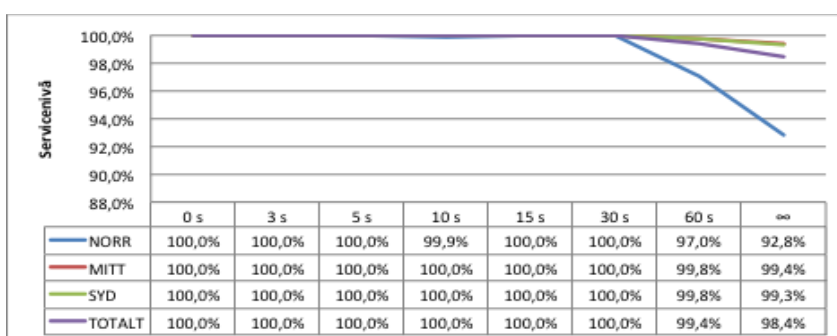 100,0%
98,0%
96,0%
94,0%
92,0%
90,0%
88,0%
Servicenivå
0 s 3 s 5 s 10 s 15 s 30 s 60 s ∞
NORR 100,0% 100,0% 100,0% 99,9% 100,0% 100,0% 97,0% 92,8%
MITT 100,0% 100,0% 100,0% 100,0% 100,0% 100,0% 99,8% 99,4%
SYD 100,0% 100,0% 100,0% 100,0% 100,0% 100,0% 99,8% 99,3%
TOTALT 100,0% 100,0% 100,0% 100,0% 100,0% 100,0% 99,4% 98,4%